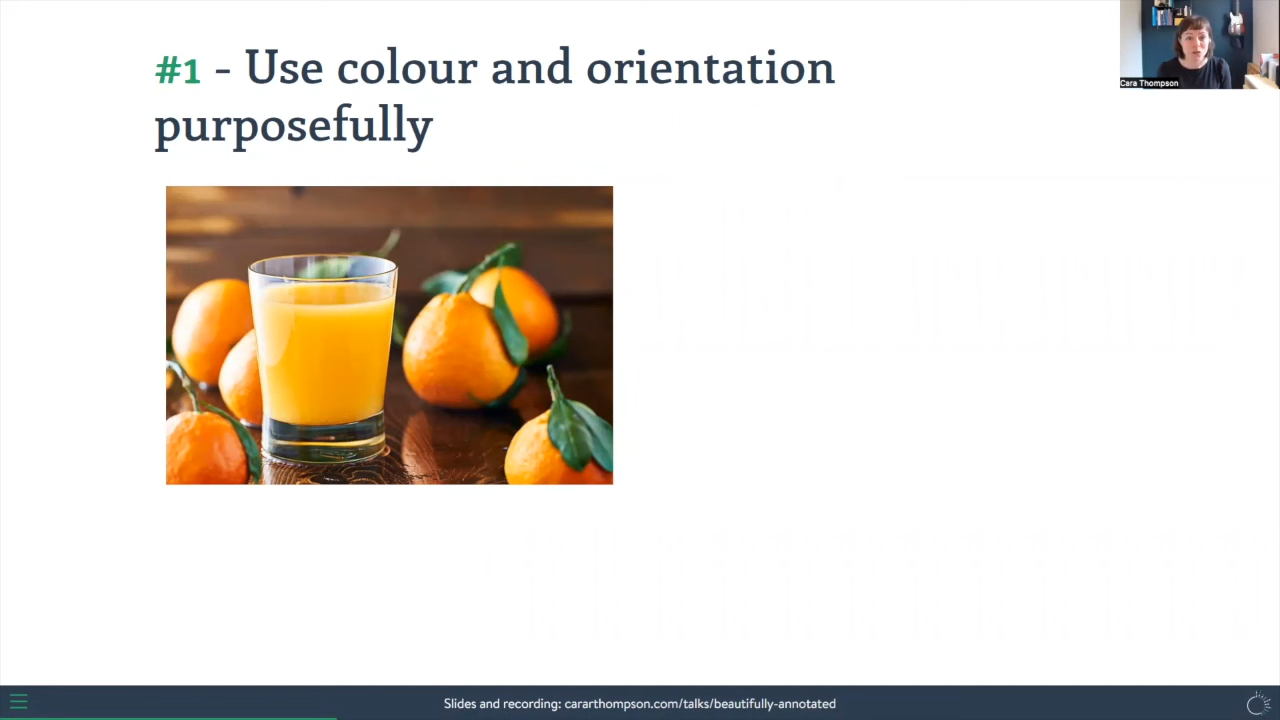 #1 - Use colour and orientation
purposefully
Cara Thompson
Slides and recording: cararthompson.com/talks/beautifully-annotated